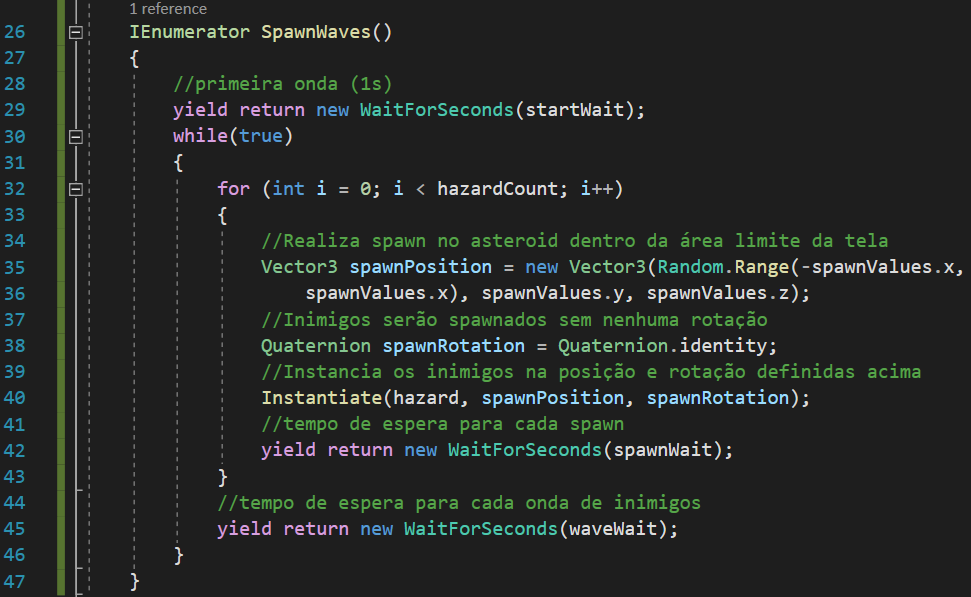 1 reference
26 IEnumerator SpawnWaves()
27 {
28 //primeira onda (1s)
29 yield return new WaitForSeconds(startWait);
30 while(true)
31 {
32 for (int i = 0; i < hazardCount; i++)
33 {
34 //Realiza spawn no asteroid dentro da área limite da tela
35 Vector3 spawnPosition = new Vector3(Random.Range(-spawnValues.x,
36 spawnValues.x), spawnValues.y, spawnValues.z);
37 //Inimigos serão spawnados sem nenhuma rotação
38 Quaternion spawnRotation = Quaternion.identity;
39 //Instancia os inimigos na posição e rotação definidas acima
40 Instantiate(hazard, spawnPosition, spawnRotation);
41 //tempo de espera para cada spawn
42 yield return new WaitForSeconds(spawnWait);
43 }
44 //tempo de espera para cada onda de inimigos
45 yield return new WaitForSeconds(waveWait);
46 }
47 }